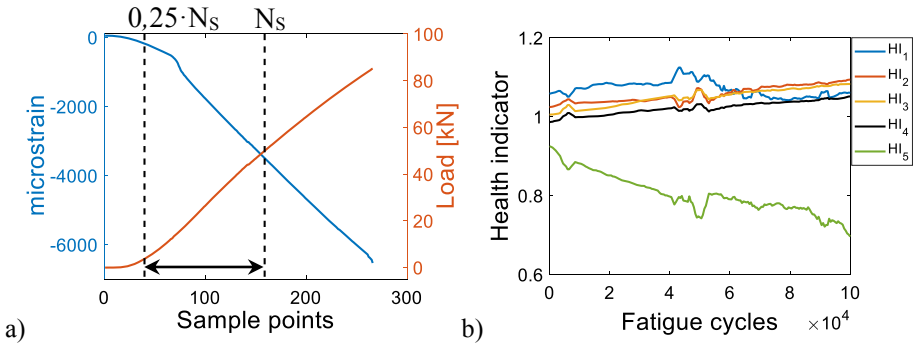 0,25·NS NS
0
-2000
-4000
-6000
microstrain
100
80
60
40
20
0
Load [kN]
0 100 200 300
Sample points
a)
1.2
1
0.8
0.6
Health indicator
HI1
HI2
HI3
HI4
HI5
0 2 4 6 8 10
Fatigue cycles ×10^4
b)